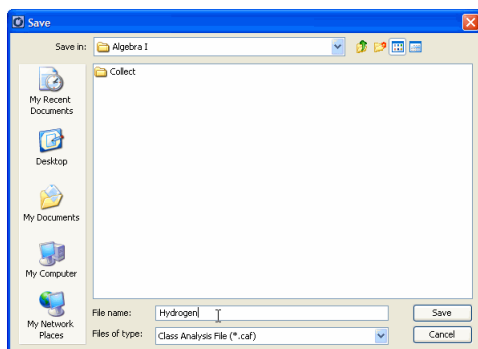 Save
Save in:
Algebra I
Collect
My Recent
Documents
Desktop
My Documents
My Computer
My Network
Places
File name:
Hydrogen
Save
Files of type:
Class Analysis File (*.caf)
Cancel